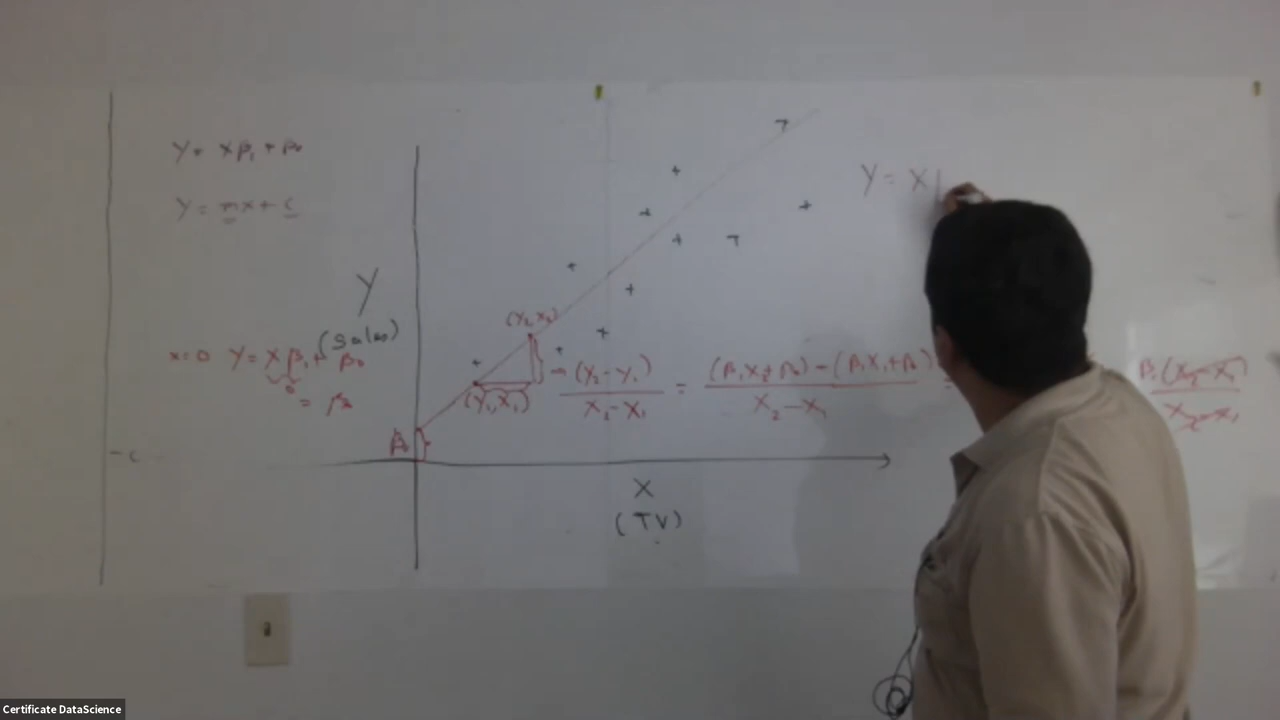 Y = Xβ₁ + β₀
Y = mx + c
Y = X
Y
(Sales)
x=0 Y = Xβ₁ + β₀
0
= β₀
(Y₂ X₂)
(Y₁, X₁)
(Y₂ - Y₁) / X₂ - X₁ = (β₁X₂ + β₀) - (β₁X₁ + β₀) / X₂ - X₁ = β₁(X₂ - X₁) / X₂ - X₁
β₀
X
(TV)
Certificate DataScience